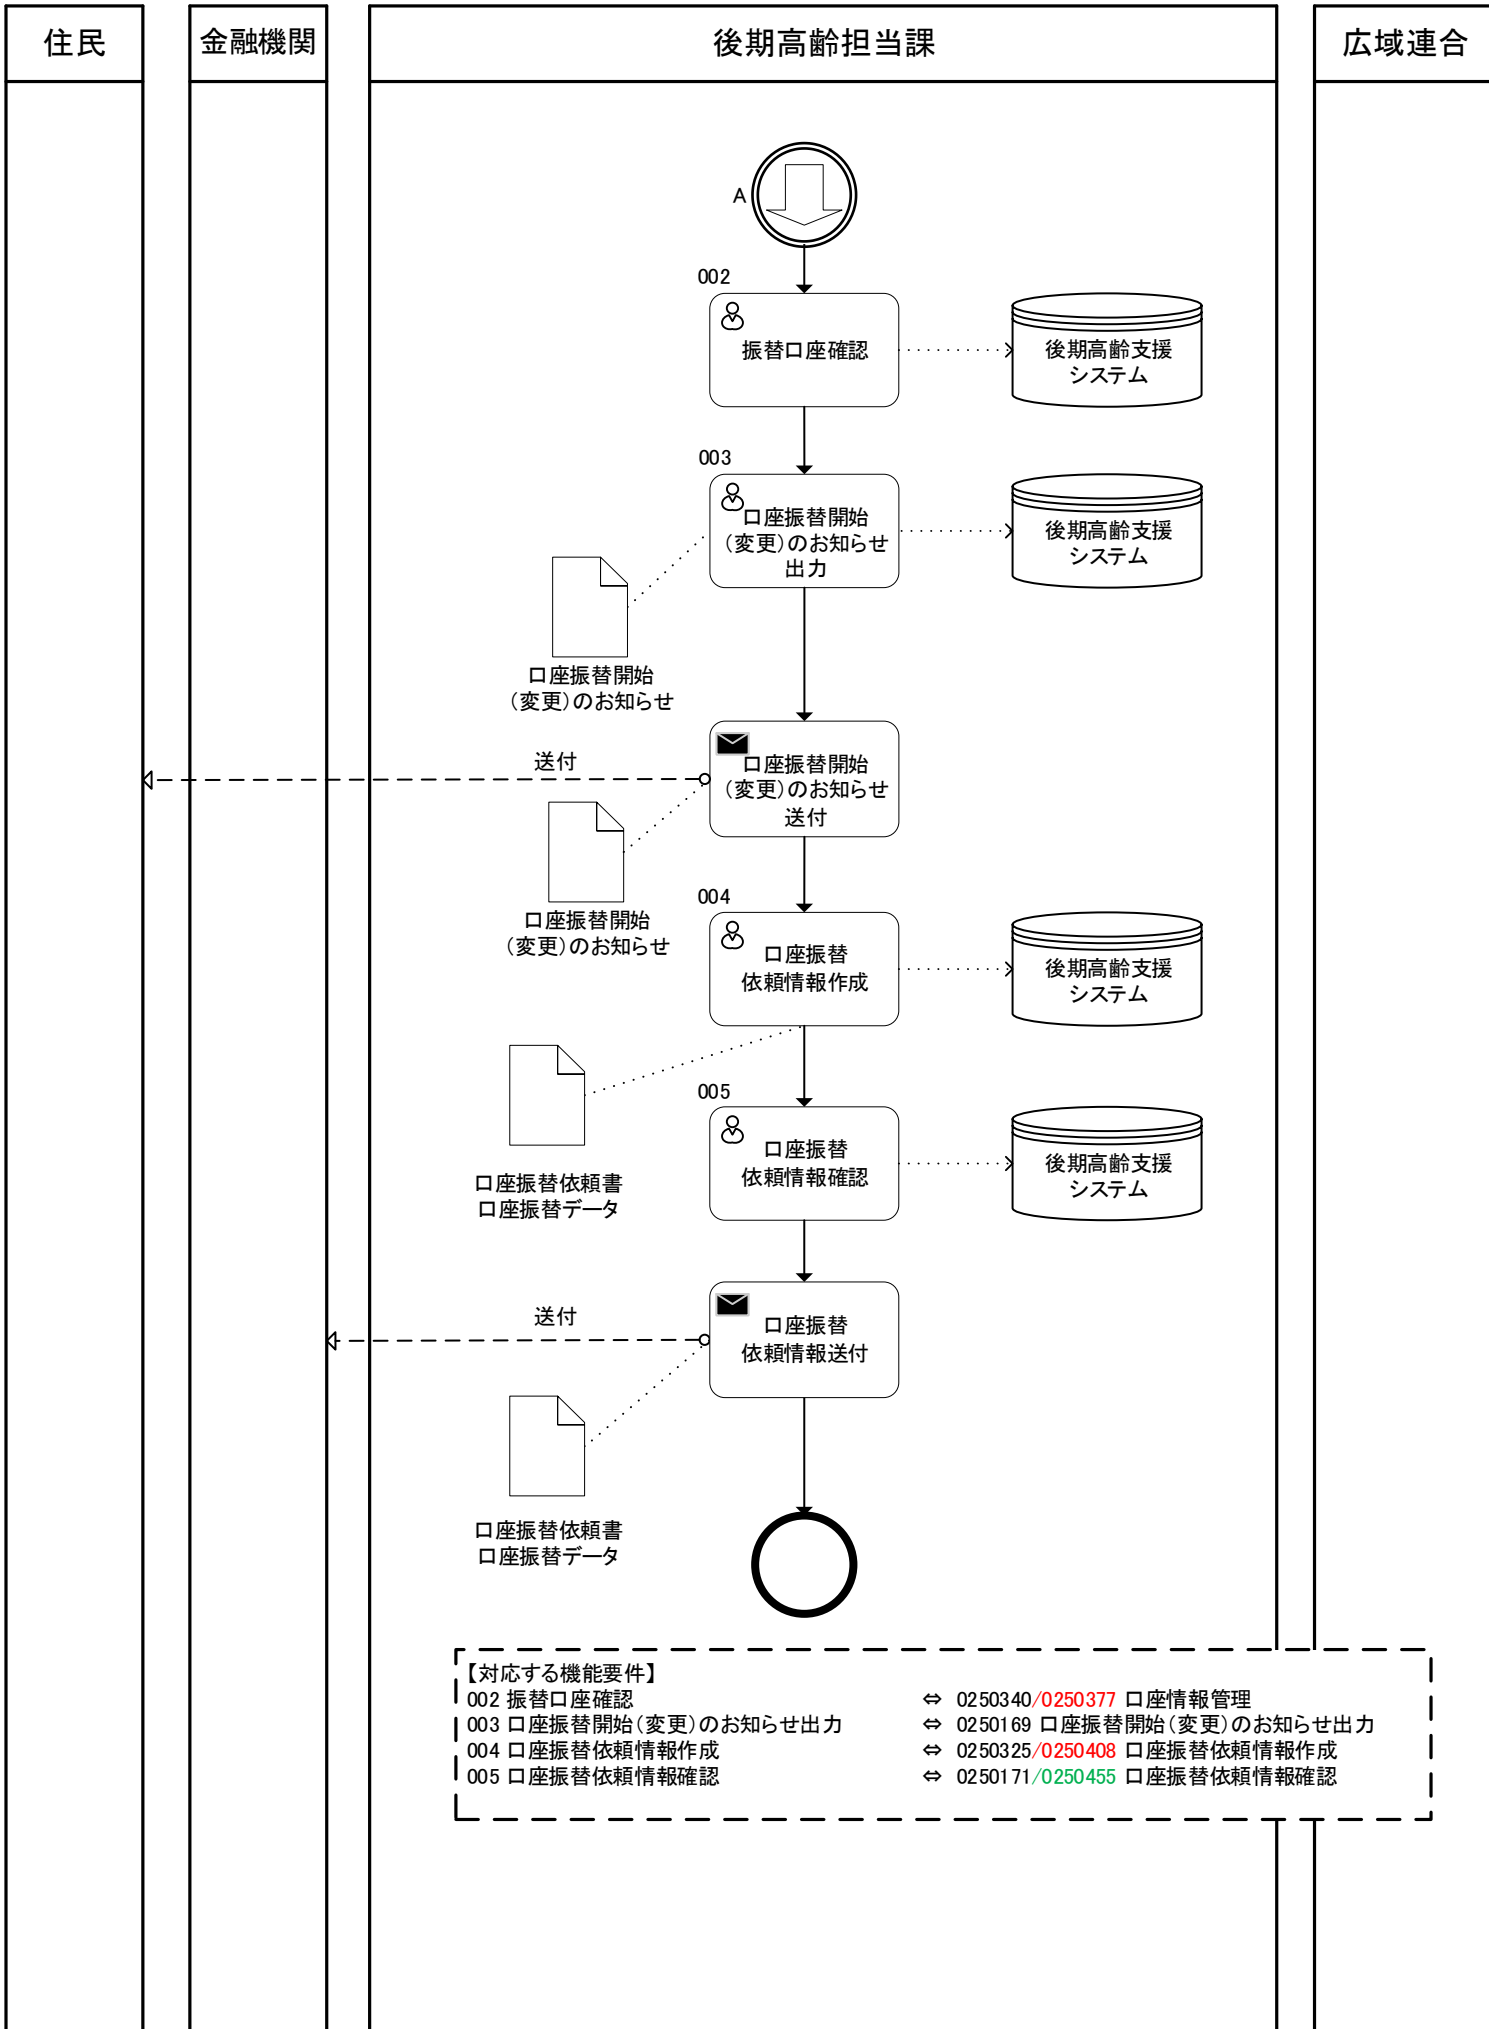 住民
金融機関
後期高齢担当課
広域連合
A
002
振替口座確認
後期高齢支援
システム
003
口座振替開始
（変更）のお知らせ
出力
後期高齢支援
システム
口座振替開始
（変更）のお知らせ
送付
口座振替開始
（変更）のお知らせ
送付
口座振替開始
（変更）のお知らせ
004
口座振替
依頼情報作成
後期高齢支援
システム
口座振替依頼書
口座振替データ
005
口座振替
依頼情報確認
後期高齢支援
システム
送付
口座振替
依頼情報送付
口座振替依頼書
口座振替データ
【対応する機能要件】
002 振替口座確認 ⇔ 0250340/0250377 口座情報管理
003 口座振替開始（変更）のお知らせ出力 ⇔ 0250169 口座振替開始（変更）のお知らせ出力
004 口座振替依頼情報作成 ⇔ 0250325/0250408 口座振替依頼情報作成
005 口座振替依頼情報確認 ⇔ 0250171/0250455 口座振替依頼情報確認